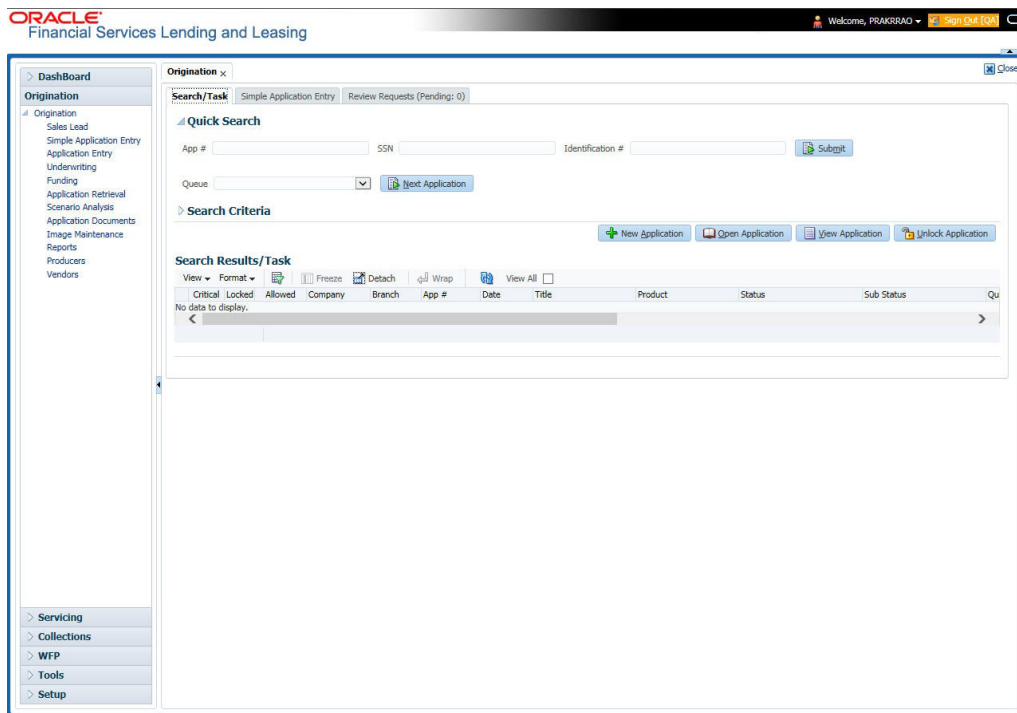 ORACLE®
Financial Services Lending and Leasing
Welcome, PRAKRRAO
Sign Out [QA]
DashBoard
Origination
Origination
Sales Lead
Simple Application Entry
Application Entry
Underwriting
Funding
Application Retrieval
Scenario Analysis
Application Documents
Image Maintenance
Reports
Producers
Vendors
Servicing
Collections
WFP
Tools
Setup
Origination ×
Close
Search/Task Simple Application Entry Review Requests (Pending: 0)
Quick Search
App # SSN Identification # Submit
Queue Next Application
Search Criteria
New Application Open Application View Application Unlock Application
Search Results/Task
View Format Freeze Detach Wrap View All
Critical Locked Allowed Company Branch App # Date Title Product Status Sub Status Qu
No data to display.